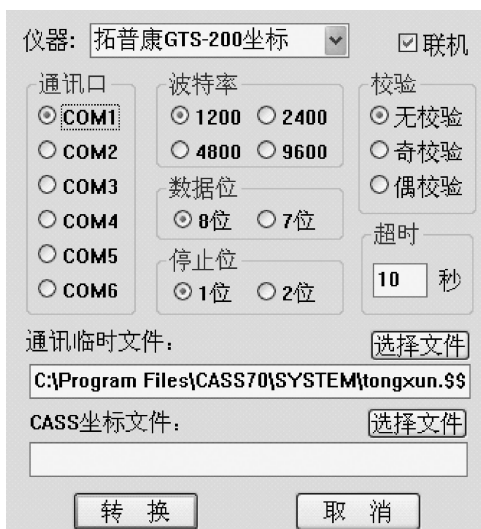 仪器: 拓普康GTS-200坐标 联机
通讯口 波特率 校验
COM1 1200 2400 无校验
COM2 4800 9600 奇校验
COM3 数据位 偶校验
COM4 8位 7位 超时
COM5 停止位
COM6 1位 2位 10 秒
通讯临时文件: 选择文件
C:\Program Files\CASS70\SYSTEM\tongxun.$$
CASS坐标文件: 选择文件
转 换 取 消